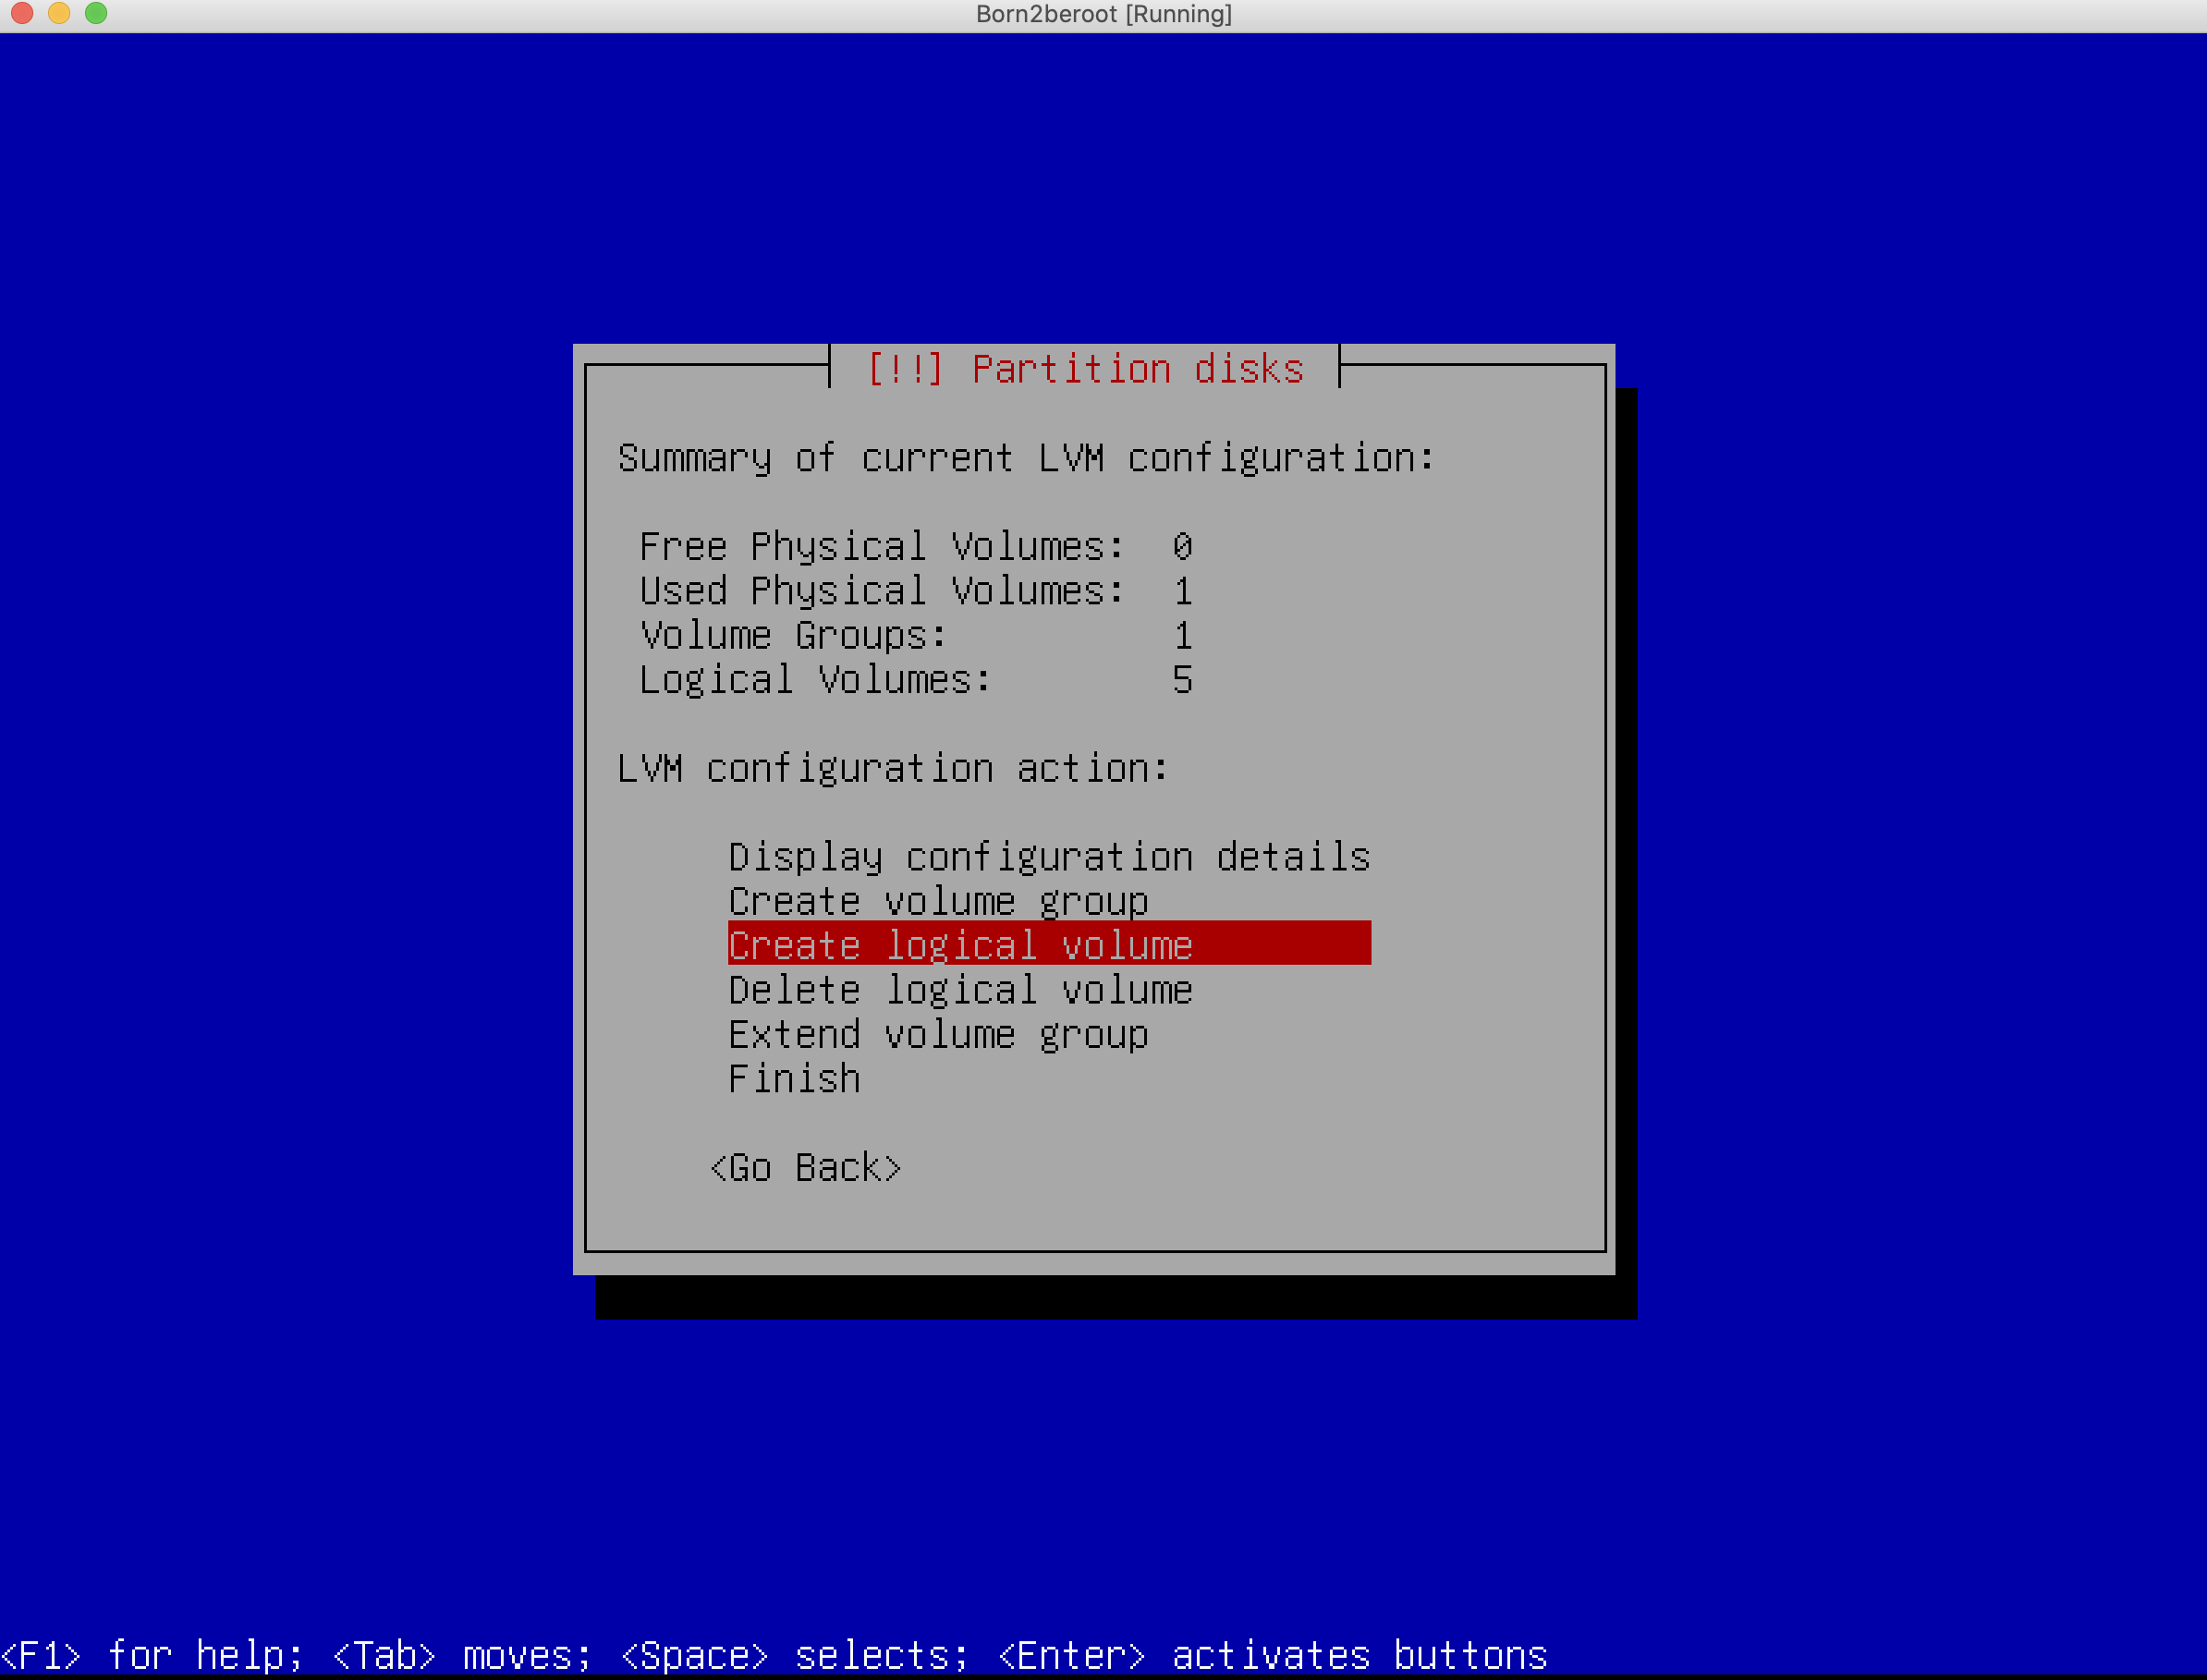 Born2beroot [Running]
[!!] Partition disks
Summary of current LVM configuration:
Free Physical Volumes: 0
Used Physical Volumes: 1
Volume Groups: 1
Logical Volumes: 5
LVM configuration action:
Display configuration details
Create volume group
Create logical volume
Delete logical volume
Extend volume group
Finish
<Go Back>
<F1> for help; <Tab> moves; <Space> selects; <Enter> activates buttons